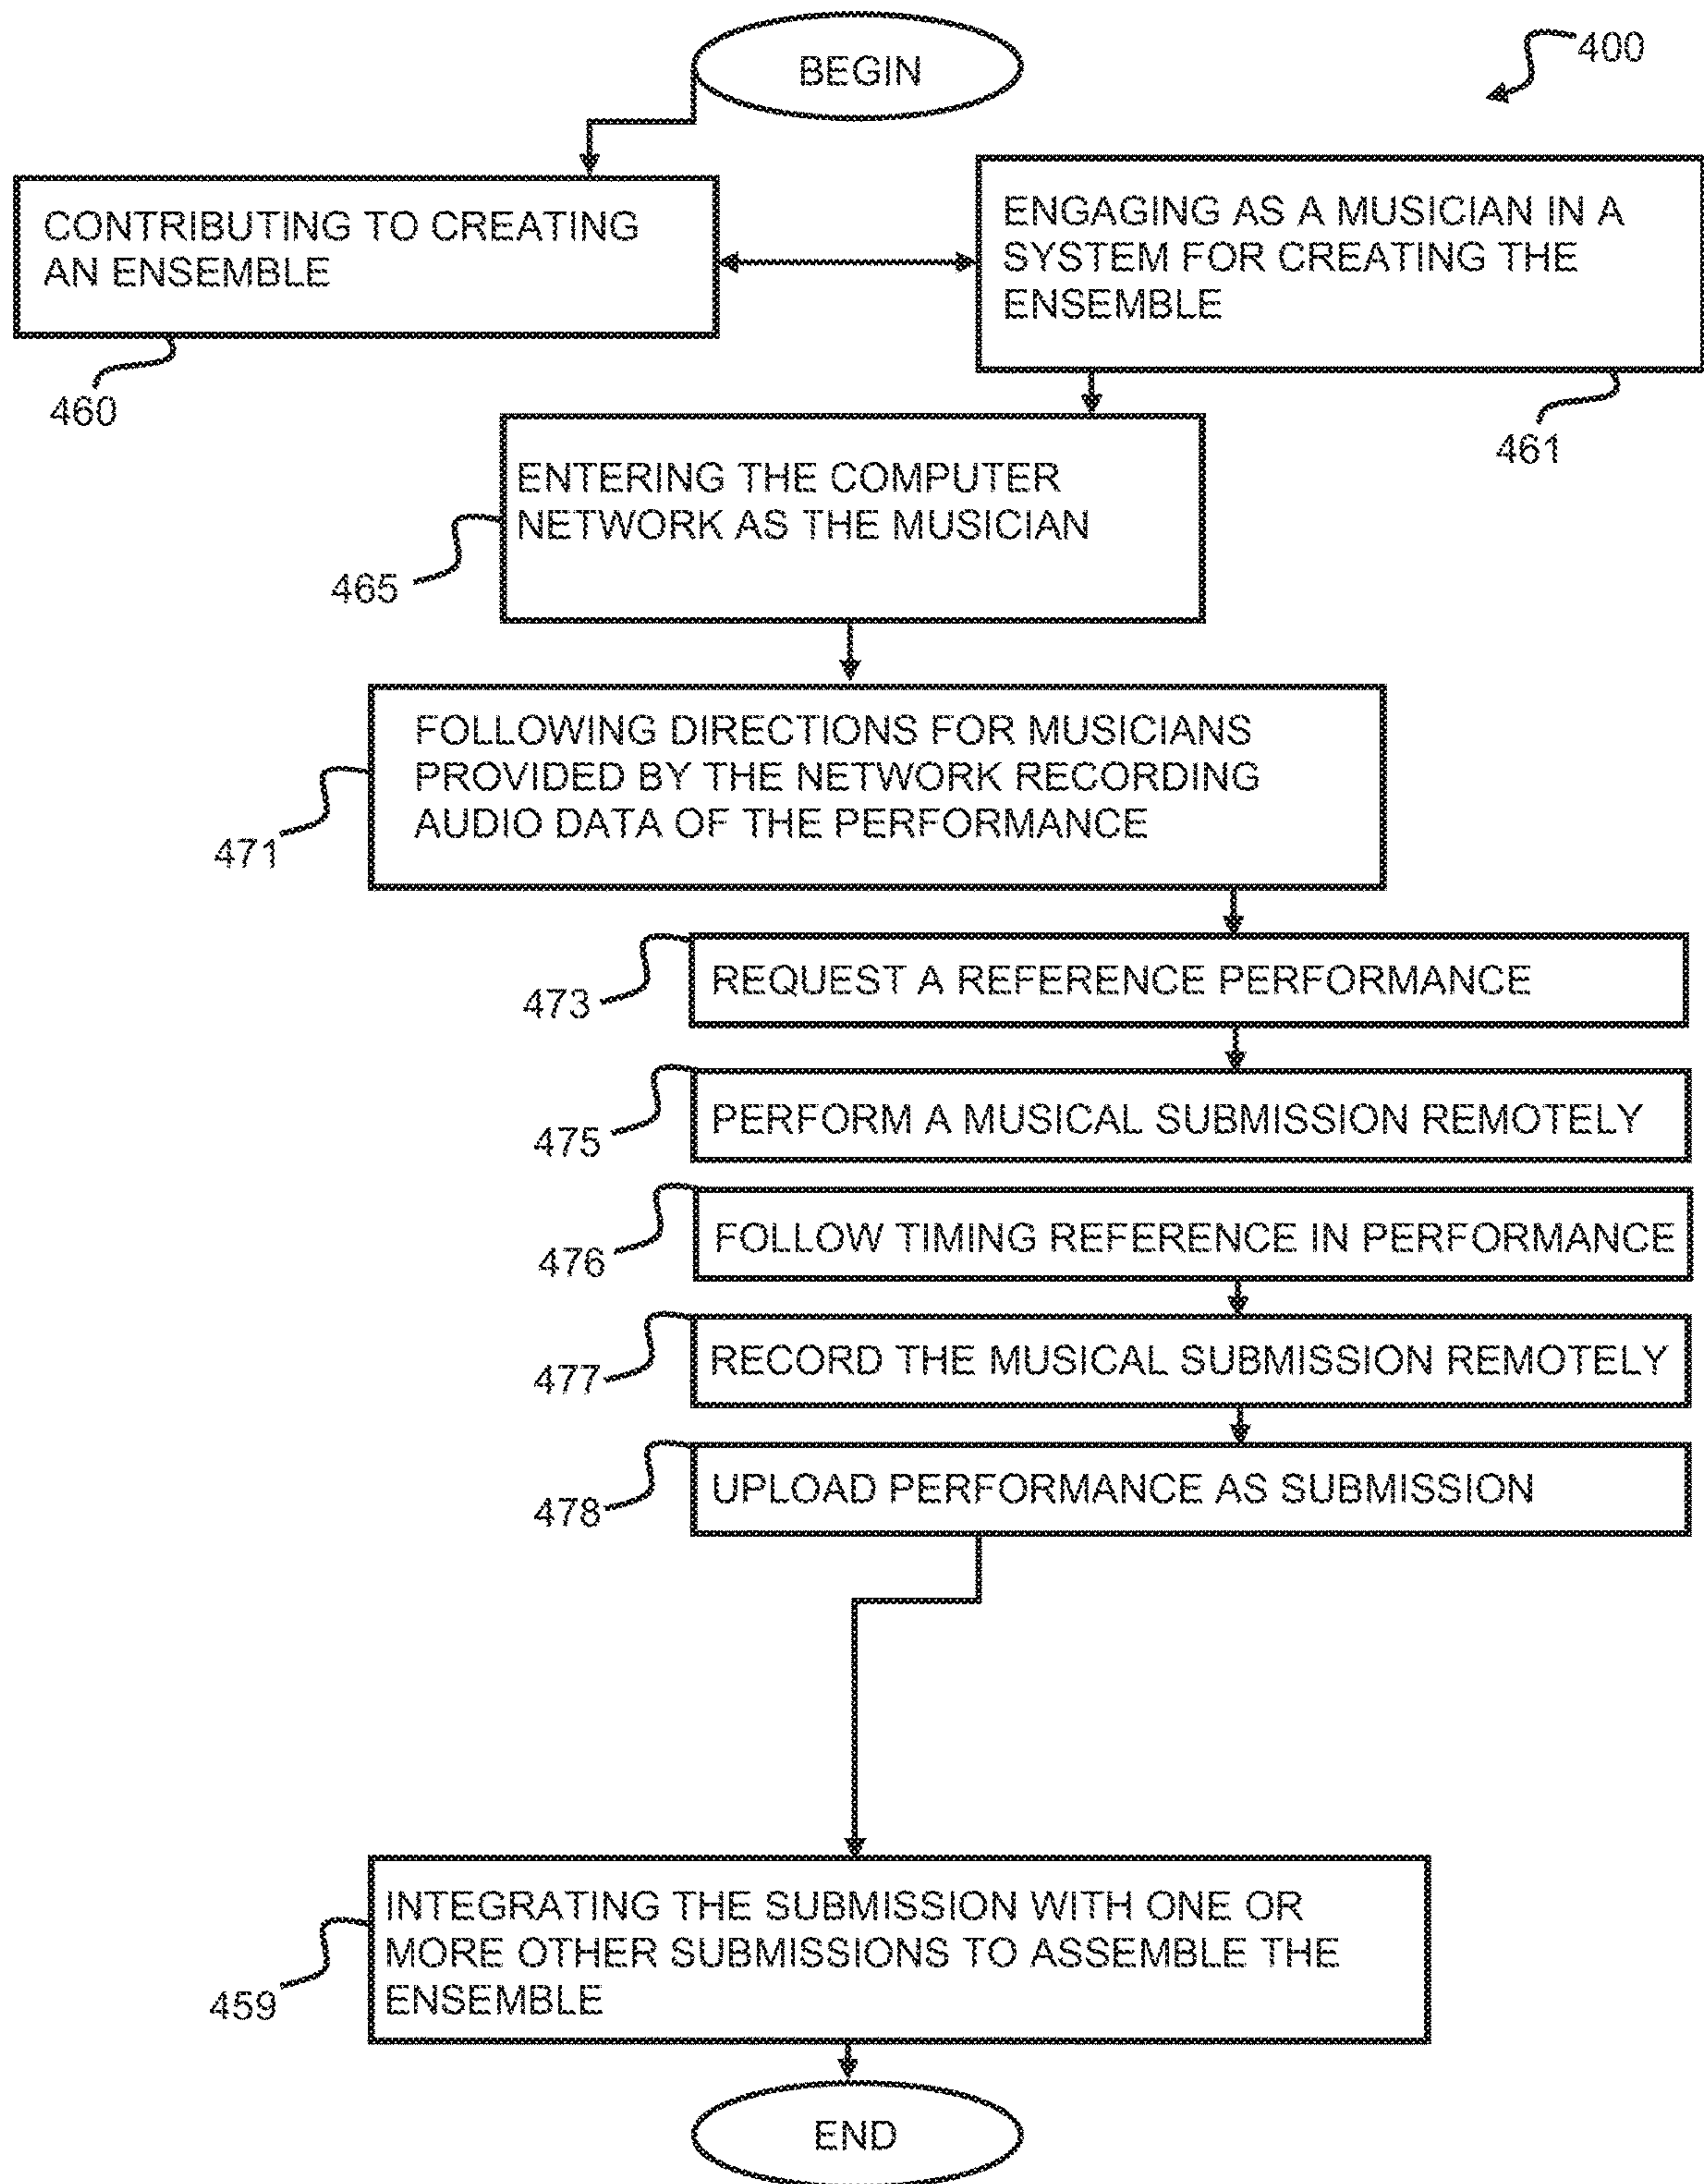 BEGIN
400
CONTRIBUTING TO CREATING
AN ENSEMBLE
460
ENGAGING AS A MUSICIAN IN A
SYSTEM FOR CREATING THE
ENSEMBLE
461
ENTERING THE COMPUTER
NETWORK AS THE MUSICIAN
465
FOLLOWING DIRECTIONS FOR MUSICIANS
PROVIDED BY THE NETWORK RECORDING
AUDIO DATA OF THE PERFORMANCE
471
REQUEST A REFERENCE PERFORMANCE
473
PERFORM A MUSICAL SUBMISSION REMOTELY
475
FOLLOW TIMING REFERENCE IN PERFORMANCE
476
RECORD THE MUSICAL SUBMISSION REMOTELY
477
UPLOAD PERFORMANCE AS SUBMISSION
478
INTEGRATING THE SUBMISSION WITH ONE OR
MORE OTHER SUBMISSIONS TO ASSEMBLE THE
ENSEMBLE
459
END